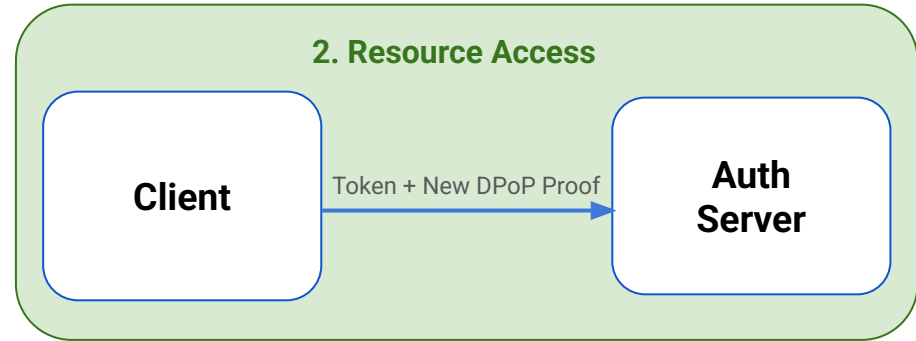 2. Resource Access
Client
Token + New DPoP Proof
Auth
Server